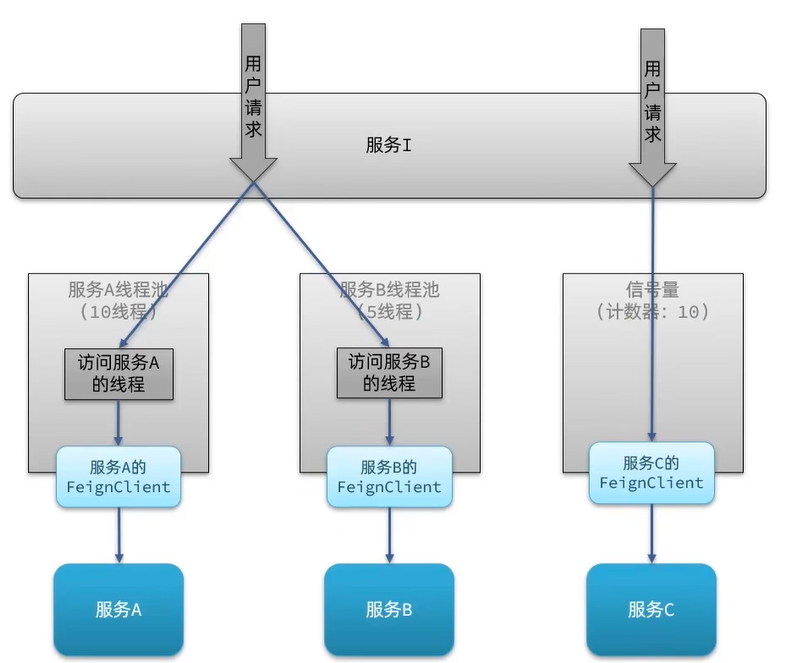 用户请求
用户请求
服务I
服务A线程池
(10线程)
服务B线程池
(5线程)
信号量
(计数器: 10)
访问服务A
的线程
访问服务B
的线程
服务A的
FeignClient
服务B的
FeignClient
服务C的
FeignClient
服务A
服务B
服务C